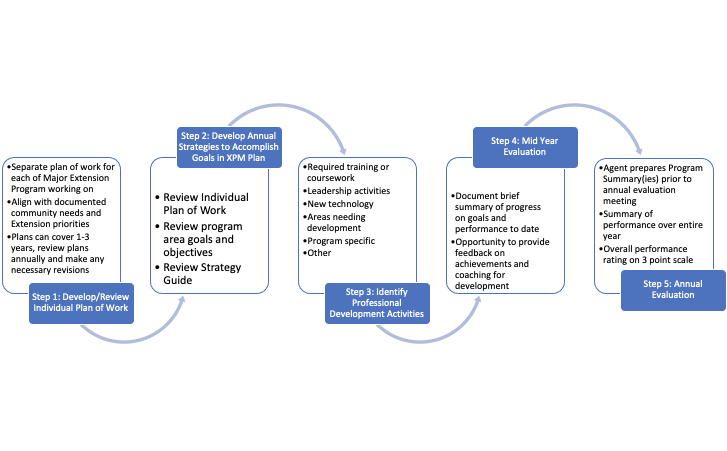 •Separate plan of work for
each of Major Extension
Program working on
•Align with documented
community needs and
Extension priorities
•Plans can cover 1-3
years, review plans
annually and make any
necessary revisions
Step 1: Develop/Review
Individual Plan of Work
Step 2: Develop Annual
Strategies to Accomplish
Goals in XPM Plan
• Review Individual
Plan of Work
• Review program
area goals and
objectives
• Review Strategy
Guide
•Required training or
coursework
•Leadership activities
•New technology
•Areas needing
development
•Program specific
•Other
Step 3: Identify
Professional
Development Activities
Step 4: Mid Year
Evaluation
•Document brief
summary of progress
on goals and
performance to date
•Opportunity to provide
feedback on
achievements and
coaching for
development
•Agent prepares Program
Summary(ies) prior to
annual evaluation
meeting
•Summary of
performance over entire
year
•Overall performance
rating on 3 point scale
Step 5: Annual
Evaluation